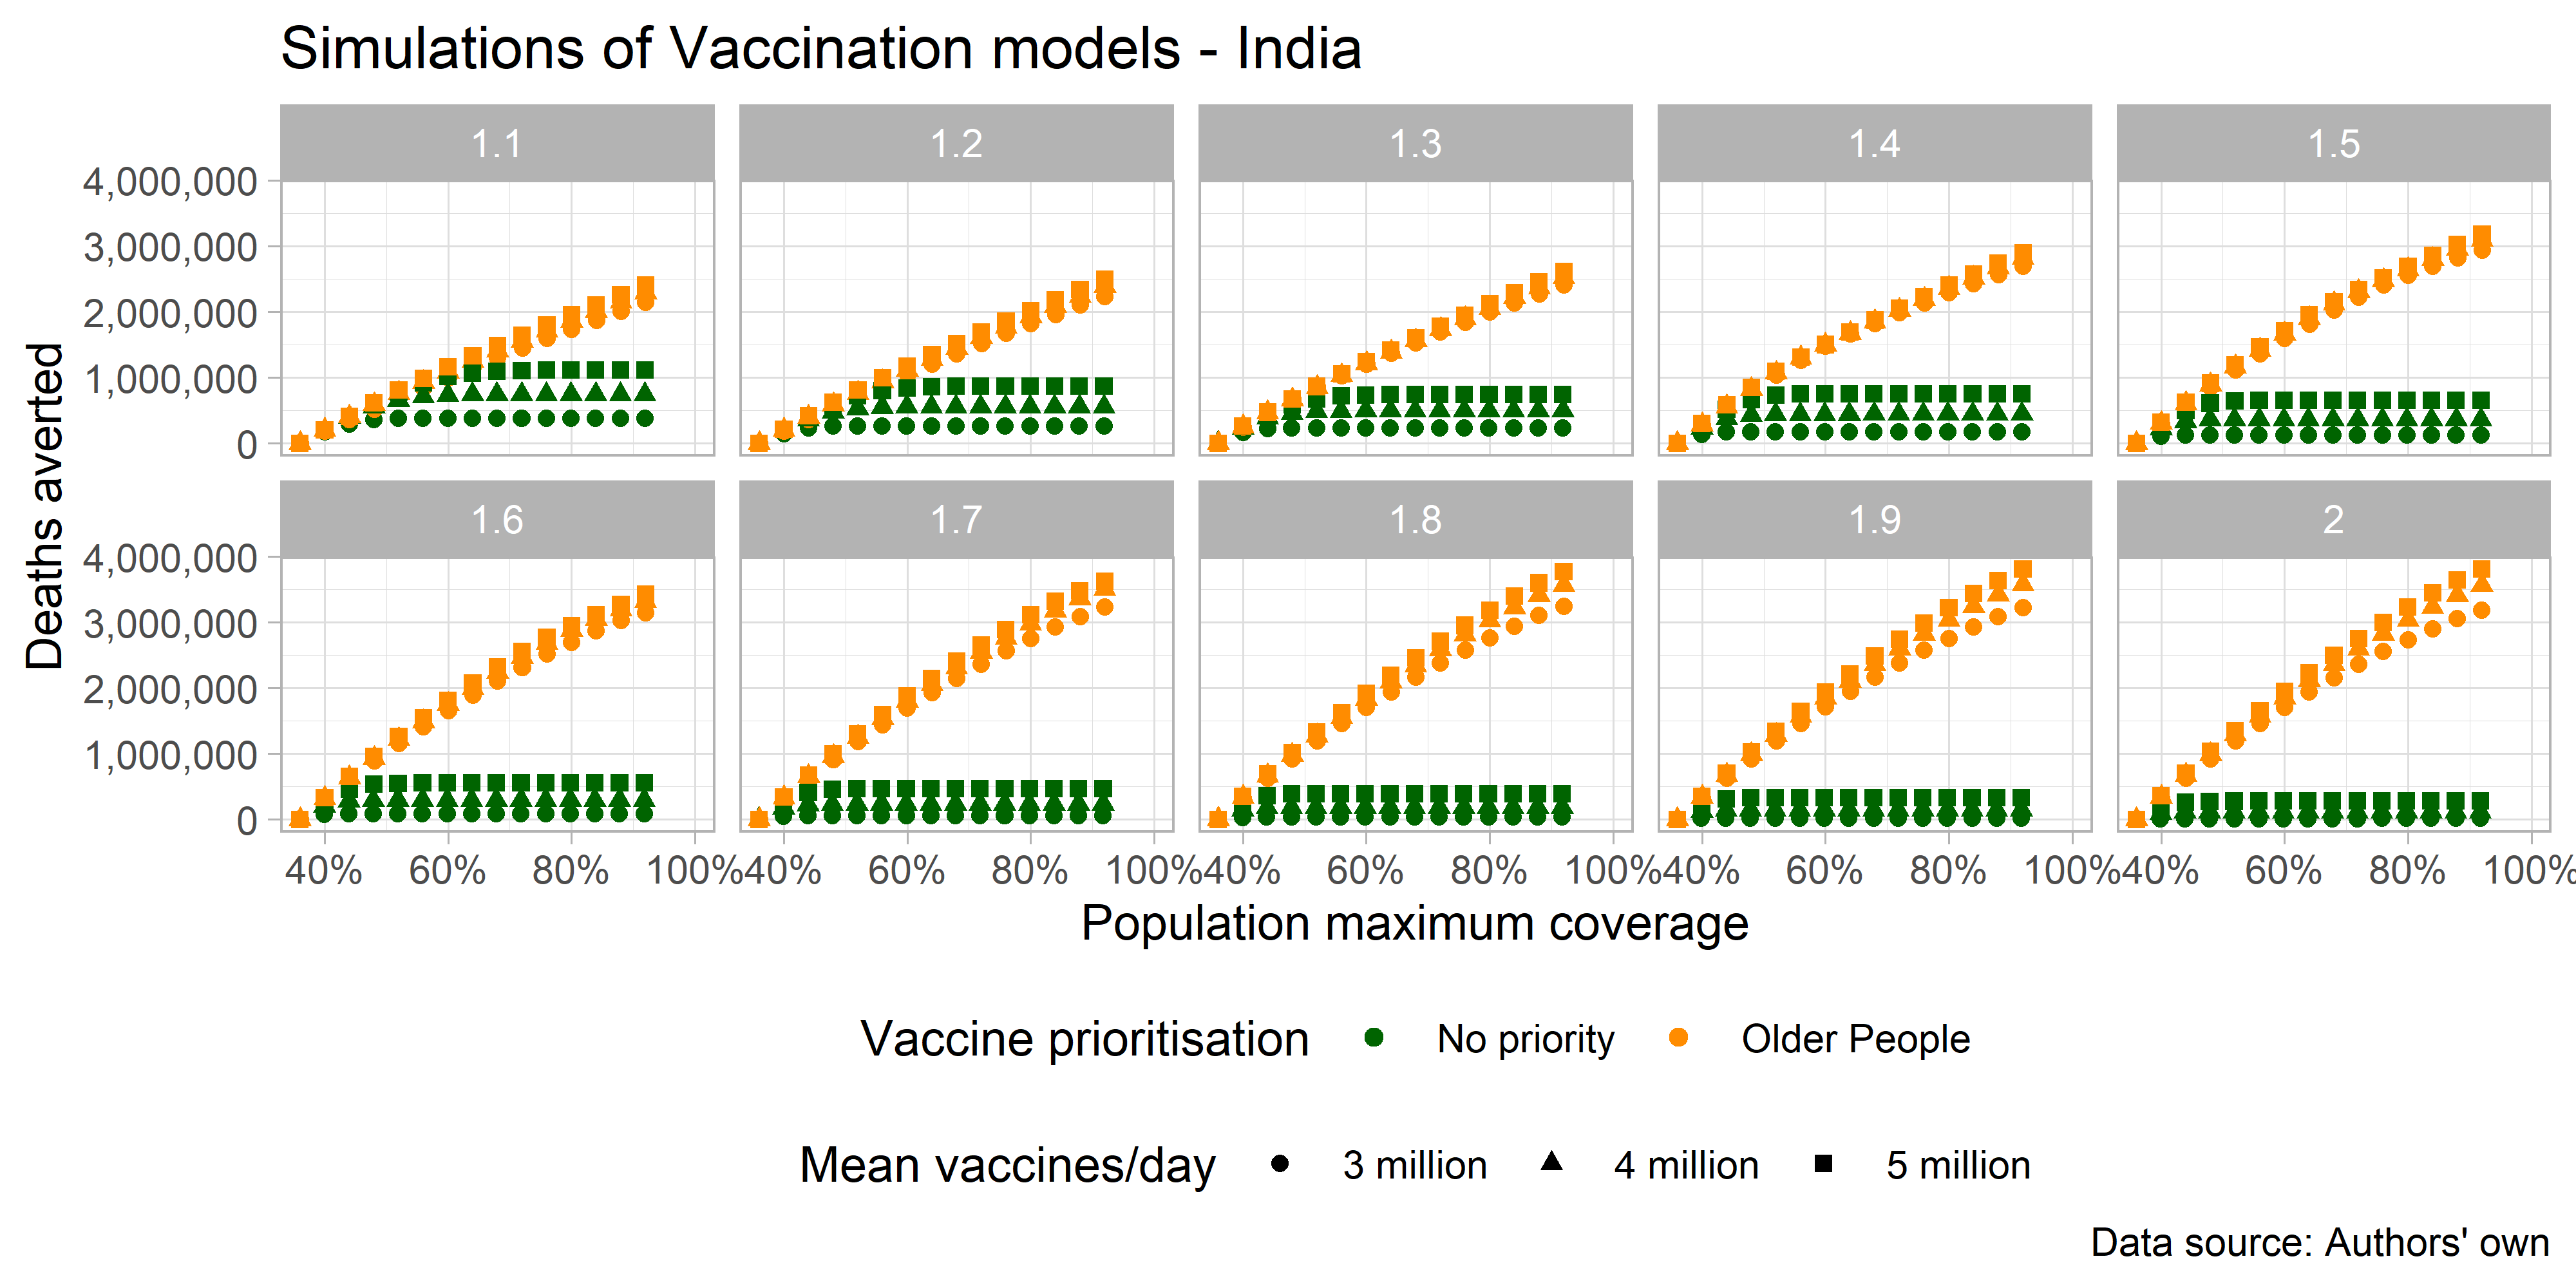 Simulations of Vaccination models - India
1.1 1.2 1.3 1.4 1.5
4,000,000
3,000,000
2,000,000
1,000,000
0
1.6 1.7 1.8 1.9 2
4,000,000
3,000,000
2,000,000
1,000,000
0
Deaths averted
40% 60% 80% 100% 40% 60% 80% 100% 40% 60% 80% 100% 40% 60% 80% 100% 40% 60% 80% 100%
Population maximum coverage
Vaccine prioritisation No priority Older People
Mean vaccines/day 3 million 4 million 5 million
Data source: Authors' own